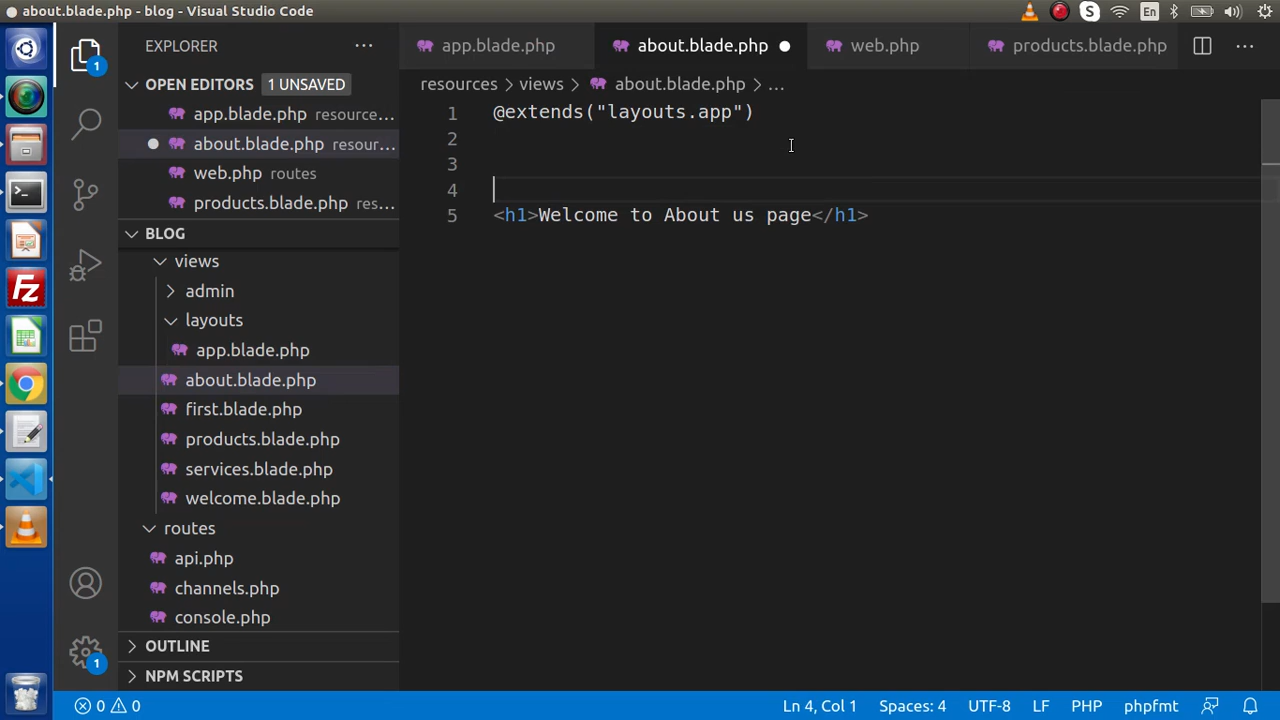 about.blade.php - blog - Visual Studio Code
En
EXPLORER
OPEN EDITORS 1 UNSAVED
app.blade.php resource...
about.blade.php resour...
web.php routes
products.blade.php res...
BLOG
views
admin
layouts
app.blade.php
about.blade.php
first.blade.php
products.blade.php
services.blade.php
welcome.blade.php
routes
api.php
channels.php
console.php
OUTLINE
NPM SCRIPTS
1
1
app.blade.php about.blade.php web.php products.blade.php
resources > views > about.blade.php > ...
1 @extends("layouts.app")
2
3
4
5 <h1>Welcome to About us page</h1>
0 0 Ln 4, Col 1 Spaces: 4 UTF-8 LF PHP phpfmt